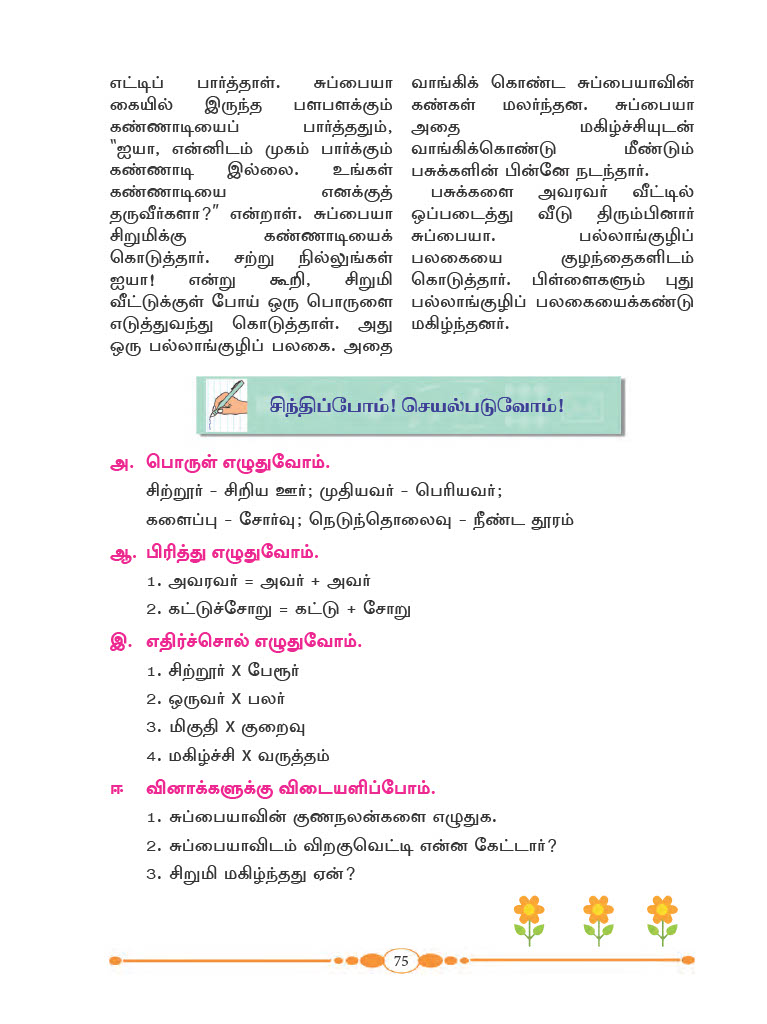 எட்டிப் பார்த்தாள். சுப்பையா
கையில் இருந்த பளபளக்கும்
கண்ணாடியைப் பார்த்ததும்,
“ஐயா, என்னிடம் முகம் பார்க்கும்
கண்ணாடி இல்லை. உங்கள்
கண்ணாடியை எனக்குத்
தருவீர்களா?” என்றாள். சுப்பையா
சிறுமிக்கு கண்ணாடியைக்
கொடுத்தார். சற்று நில்லுங்கள்
ஐயா! என்று கூறி, சிறுமி
வீட்டுக்குள் போய் ஒரு பொருளை
எடுத்துவந்து கொடுத்தாள். அது
ஒரு பல்லாங்குழிப் பலகை. அதை
வாங்கிக் கொண்ட சுப்பையாவின்
கண்கள் மலர்ந்தன. சுப்பையா
அதை மகிழ்ச்சியுடன்
வாங்கிக்கொண்டு மீண்டும்
பசுக்களின் பின்னே நடந்தார்.
பசுக்களை அவரவர் வீட்டில்
ஒப்படைத்து வீடு திரும்பினார்
சுப்பையா. பல்லாங்குழிப்
பலகையை குழந்தைகளிடம்
கொடுத்தார். பிள்ளைகளும் புது
பல்லாங்குழிப் பலகையைக்கண்டு
மகிழ்ந்தனர்.
சிந்திப்போம்! செயல்படுவோம்!
அ. பொருள் எழுதுவோம்.
சிற்றூர் – சிறிய ஊர்; முதியவர் – பெரியவர்;
களைப்பு – சோர்வு; நெடுந்தொலைவு – நீண்ட தூரம்
ஆ. பிரித்து எழுதுவோம்.
1. அவரவர் = அவர் + அவர்
2. கட்டுச்சோறு = கட்டு + சோறு
இ. எதிர்ச்சொல் எழுதுவோம்.
1. சிற்றூர் X பேரூர்
2. ஒருவர் X பலர்
3. மிகுதி X குறைவு
4. மகிழ்ச்சி X வருத்தம்
ஈ வினாக்களுக்கு விடையளிப்போம்.
1. சுப்பையாவின் குணநலன்களை எழுதுக.
2. சுப்பையாவிடம் விறகுவெட்டி என்ன கேட்டார்?
3. சிறுமி மகிழ்ந்தது ஏன்?
75